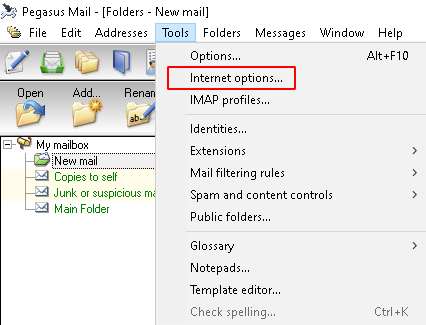 Pegasus Mail - [Folders - New mail]
File Edit Addresses Tools Folders Messages Window Help
Options... Alt+F10
Internet options...
IMAP profiles...
Identities...
Extensions
Mail filtering rules
Spam and content controls
Public folders...
Glossary
Notepads...
Template editor...
Check spelling... Ctrl+K
Open Add... Renam
My mailbox
New mail
Copies to self
Junk or suspicious ma
Main Folder